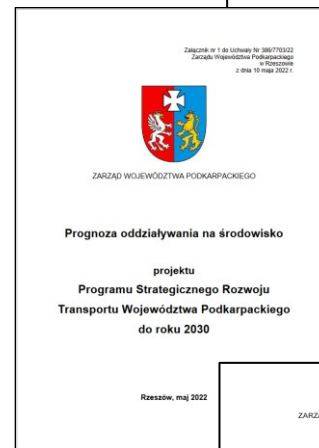 Załącznik nr 1 do Uchwały Nr 386/7703/22
Zarządu Województwa Podkarpackiego
w Rzeszowie
z dnia 10 maja 2022 r.
ZARZĄD WOJEWÓDZTWA PODKARPACKIEGO
Prognoza oddziaływania na środowisko
projektu
Programu Strategicznego Rozwoju
Transportu Województwa Podkarpackiego
do roku 2030
Rzeszów, maj 2022
ZARZ